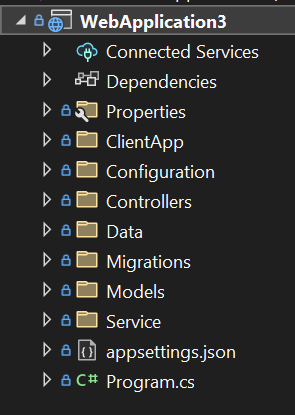 WebApplication3
Connected Services
Dependencies
Properties
ClientApp
Configuration
Controllers
Data
Migrations
Models
Service
appsettings.json
C# Program.cs